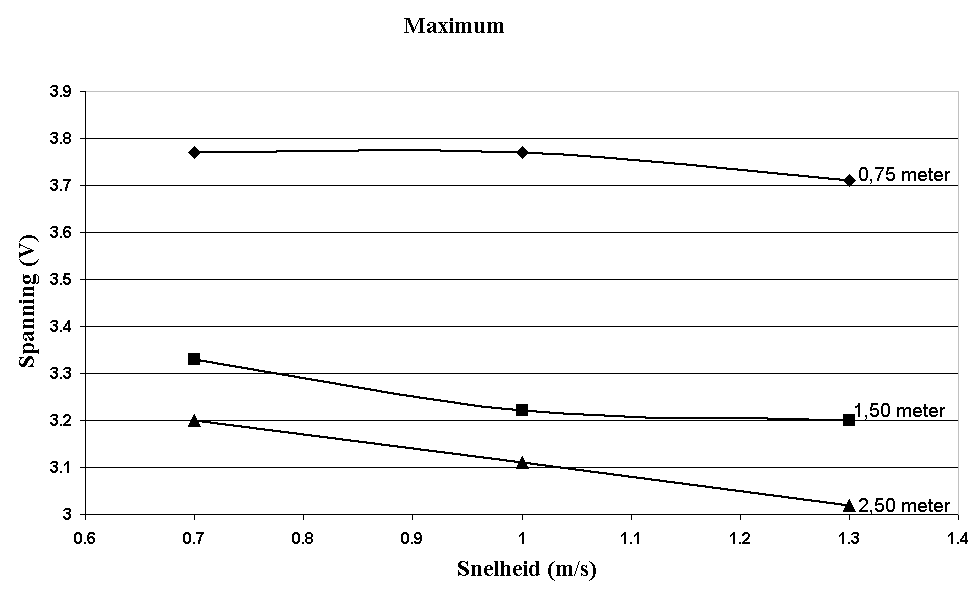 Maximum
3.9
3.8
3.7
3.6
3.5
3.4
3.3
3.2
3.1
3
Spanning (V)
0,75 meter
1,50 meter
2,50 meter
0.6 0.7 0.8 0.9 1 1.1 1.2 1.3 1.4
Snelheid (m/s)